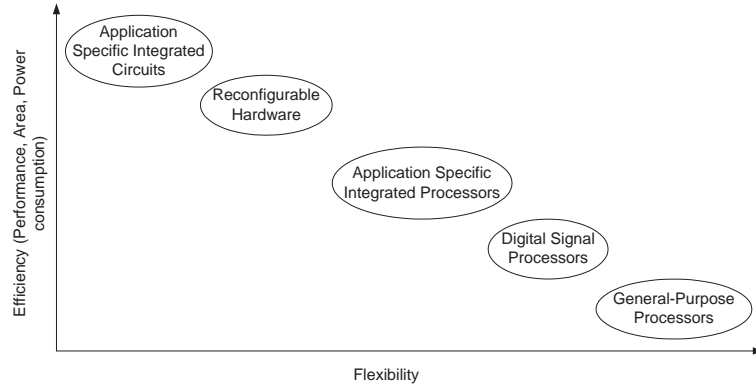 Application
Specific Integrated
Circuits
Reconfigurable
Hardware
Application Specific
Integrated Processors
Digital Signal
Processors
General-Purpose
Processors
Efficiency (Performance, Area, Power
consumption)
Flexibility